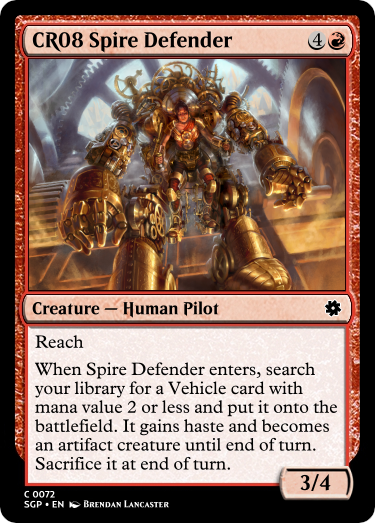 CR08 Spire Defender 4
Creature — Human Pilot
Reach
When Spire Defender enters, search
your library for a Vehicle card with
mana value 2 or less and put it onto the
battlefield. It gains haste and becomes
an artifact creature until end of turn.
Sacrifice it at end of turn.
3/4
C 0072
SGP • EN Brendan Lancaster